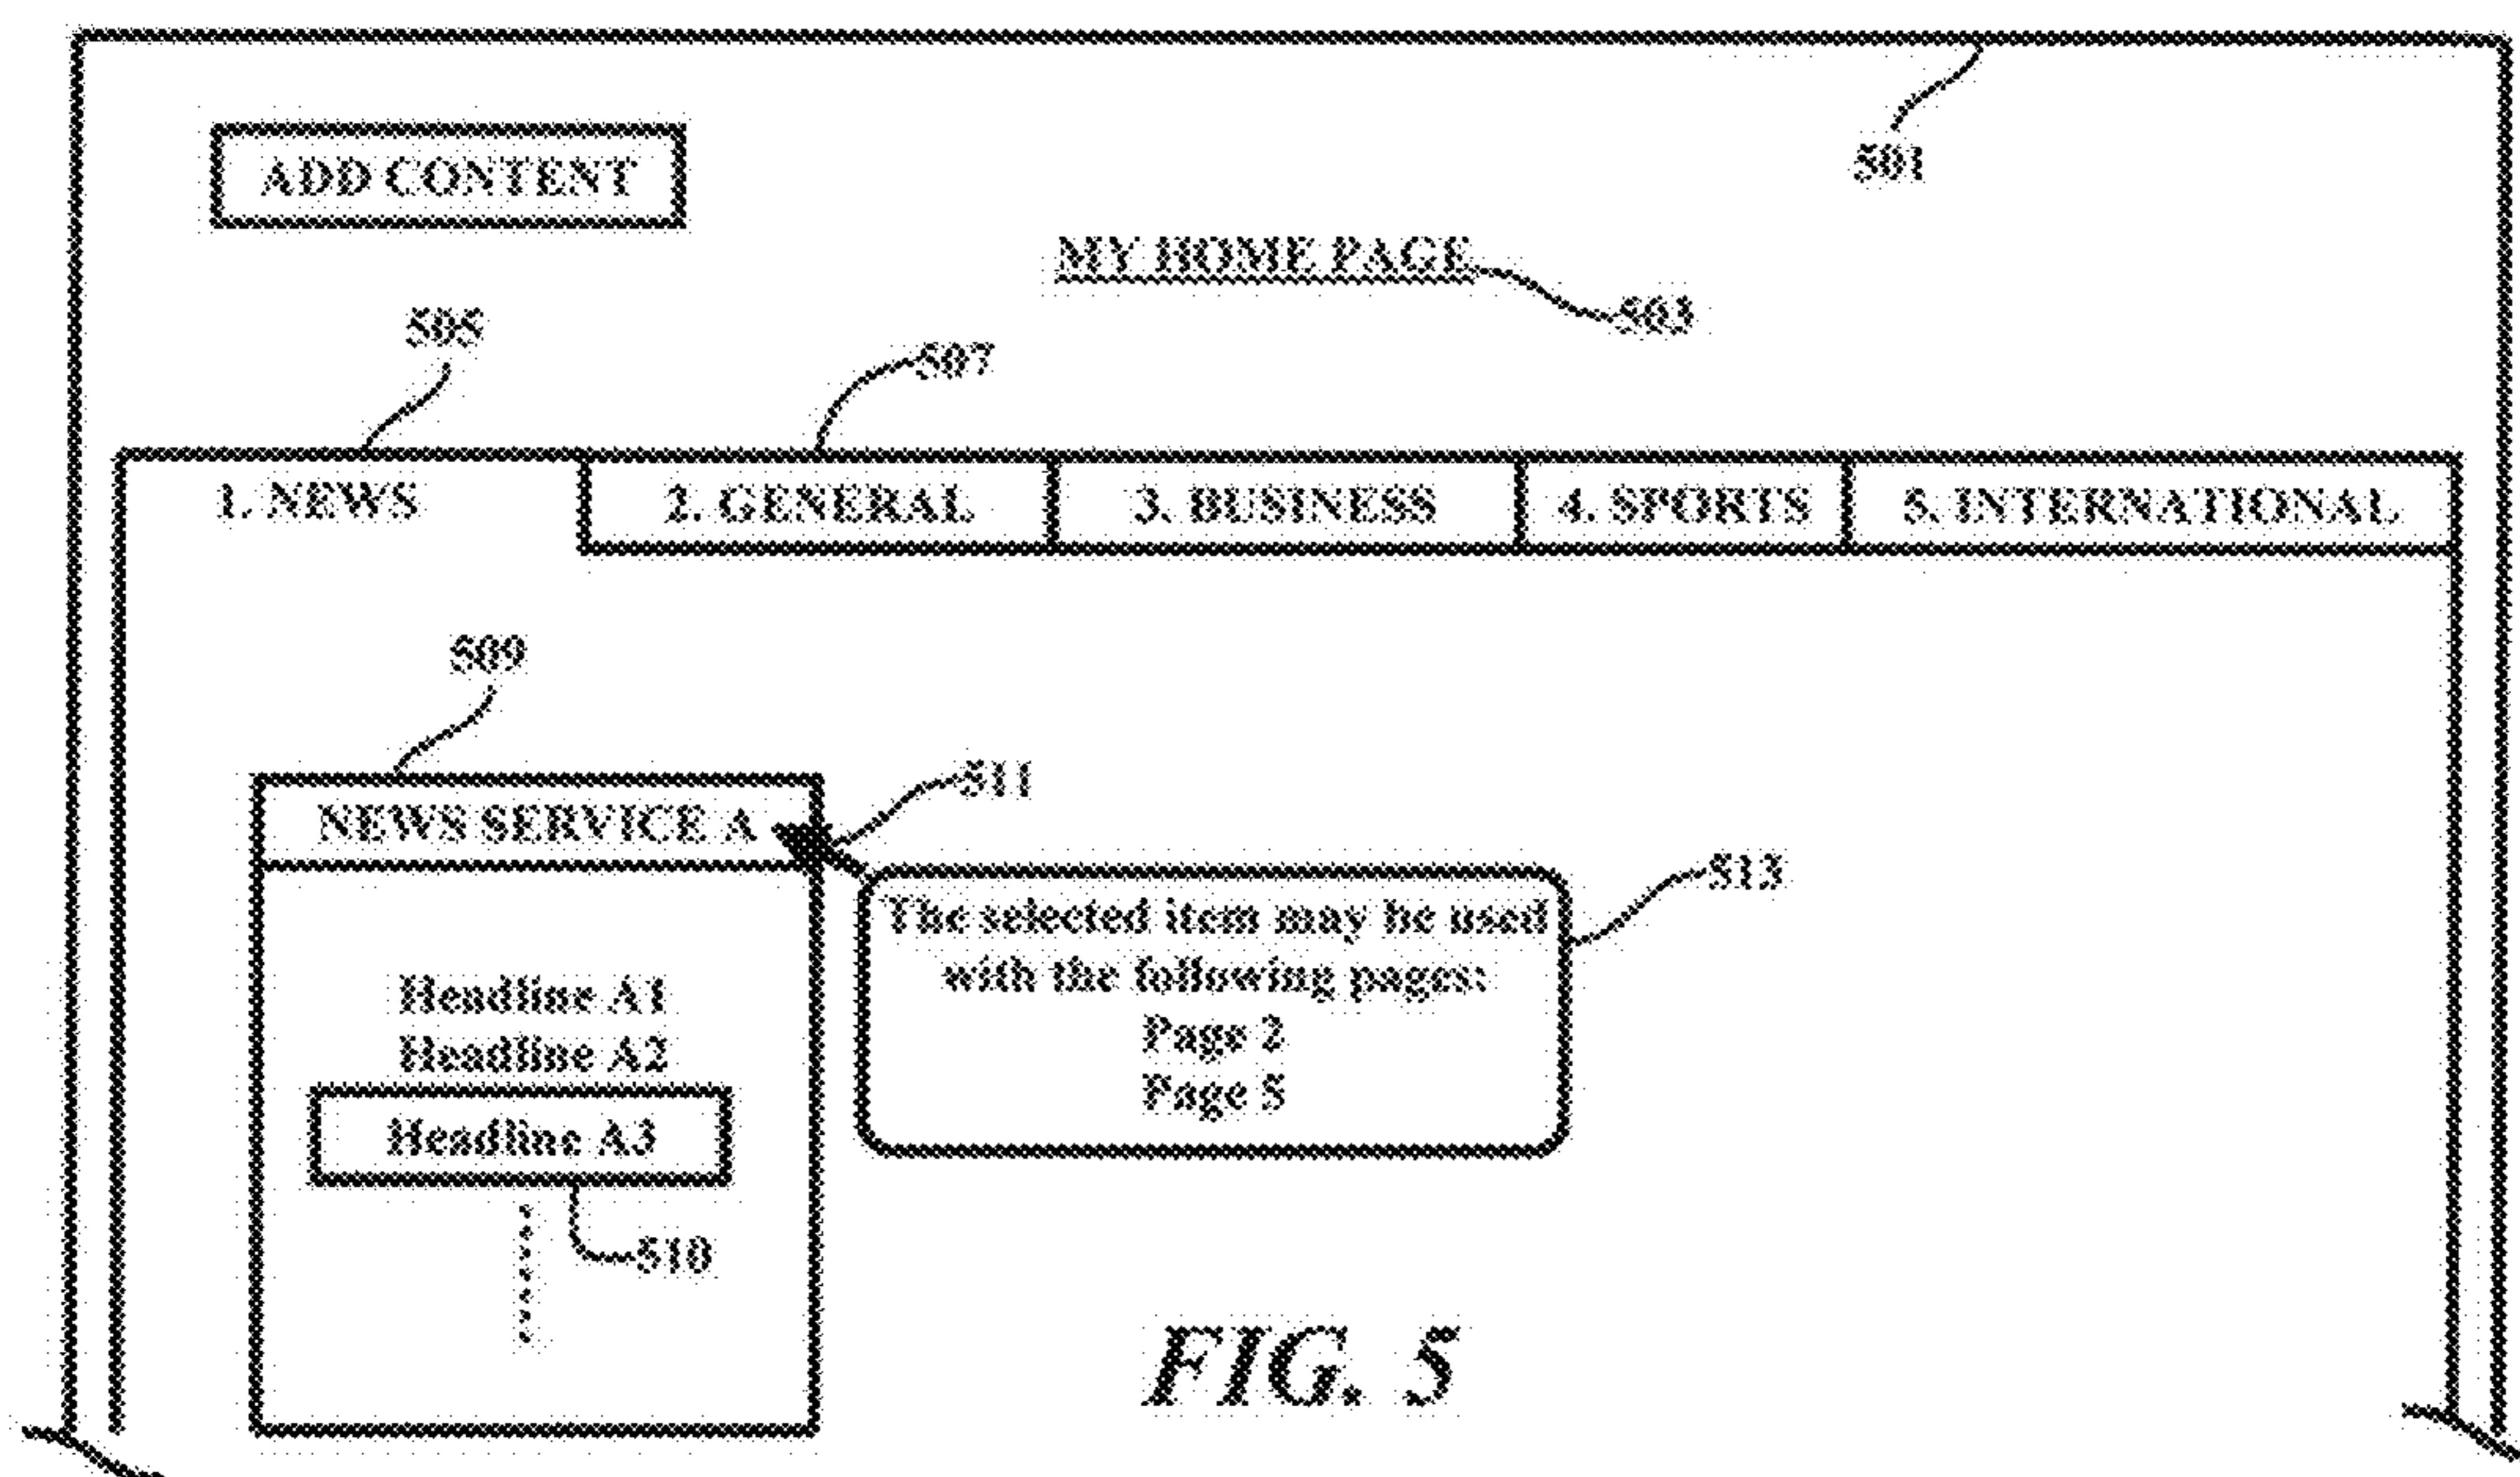 ADD CONTENT
501
MY HOME PAGE
503
505
507
1. NEWS
2. GENERAL
3. BUSINESS
4. SPORTS
5. INTERNATIONAL
509
511
NEWS SERVICE A
513
The selected item may be used
with the following pages:
Page 2
Page 5
Headline A1
Headline A2
Headline A3
510
FIG. 5